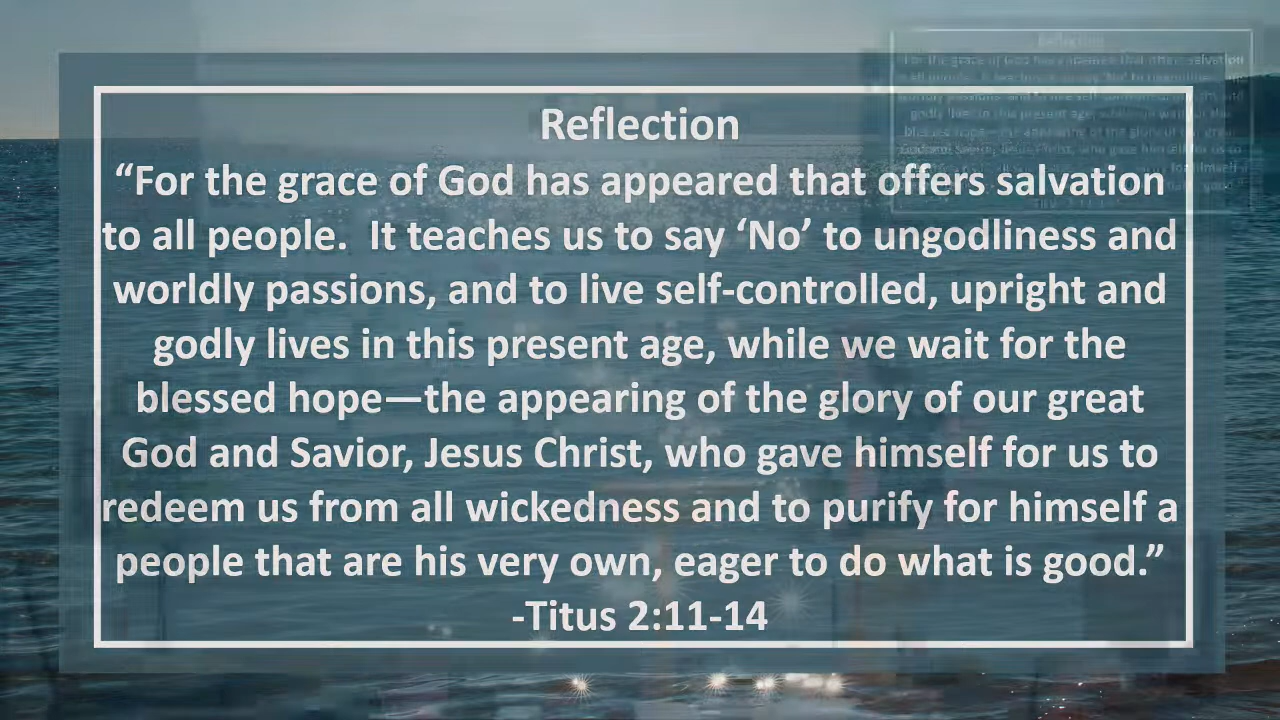 Reflection
“For the grace of God has appeared that offers salvation
to all people.  It teaches us to say ‘No’ to ungodliness and
worldly passions, and to live self-controlled, upright and
godly lives in this present age, while we wait for the
blessed hope—the appearing of the glory of our great
God and Savior, Jesus Christ, who gave himself for us to
redeem us from all wickedness and to purify for himself a
people that are his very own, eager to do what is good.”
-Titus 2:11-14